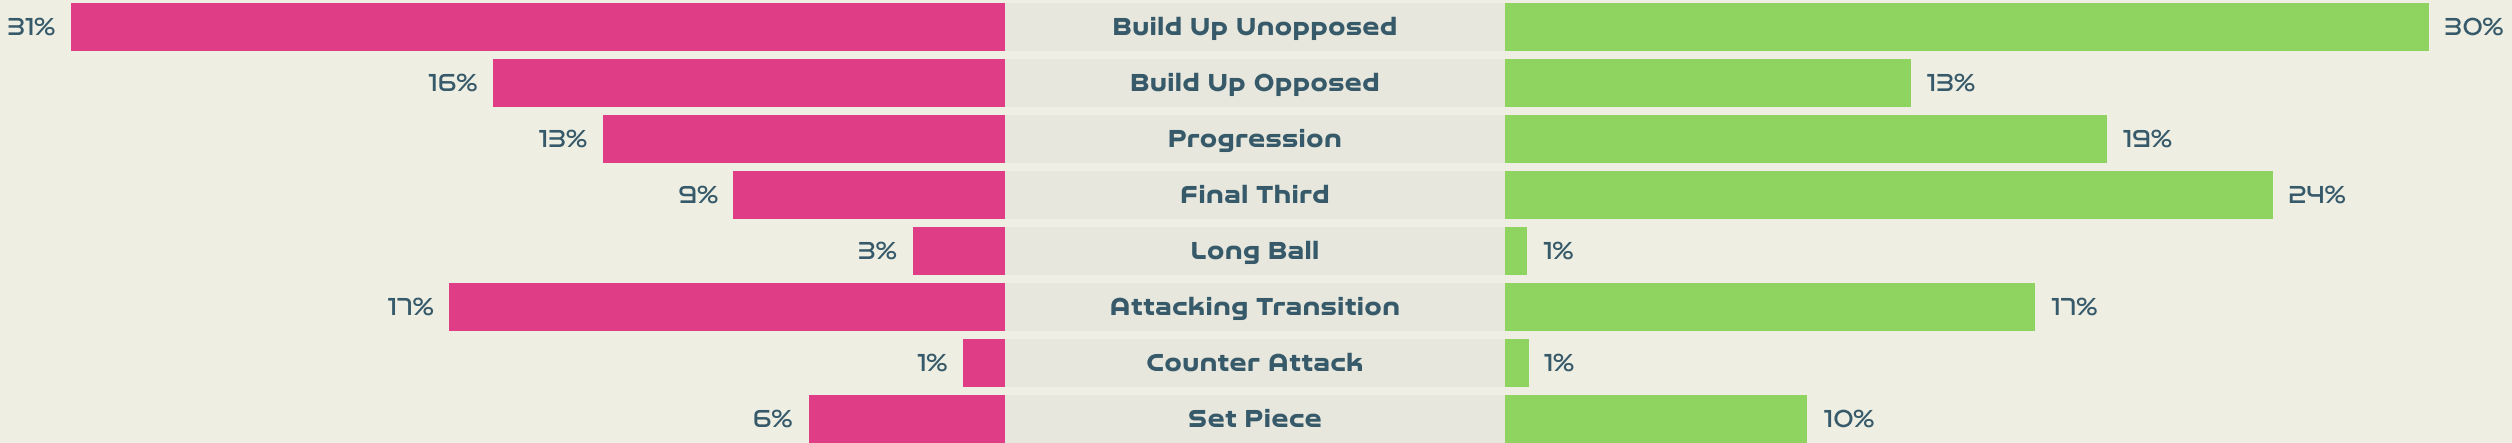 31% Build Up Unopposed 30%
16% Build Up Opposed 13%
13% Progression 19%
9% Final Third 24%
3% Long Ball 1%
17% Attacking Transition 17%
1% Counter Attack 1%
6% Set Piece 10%